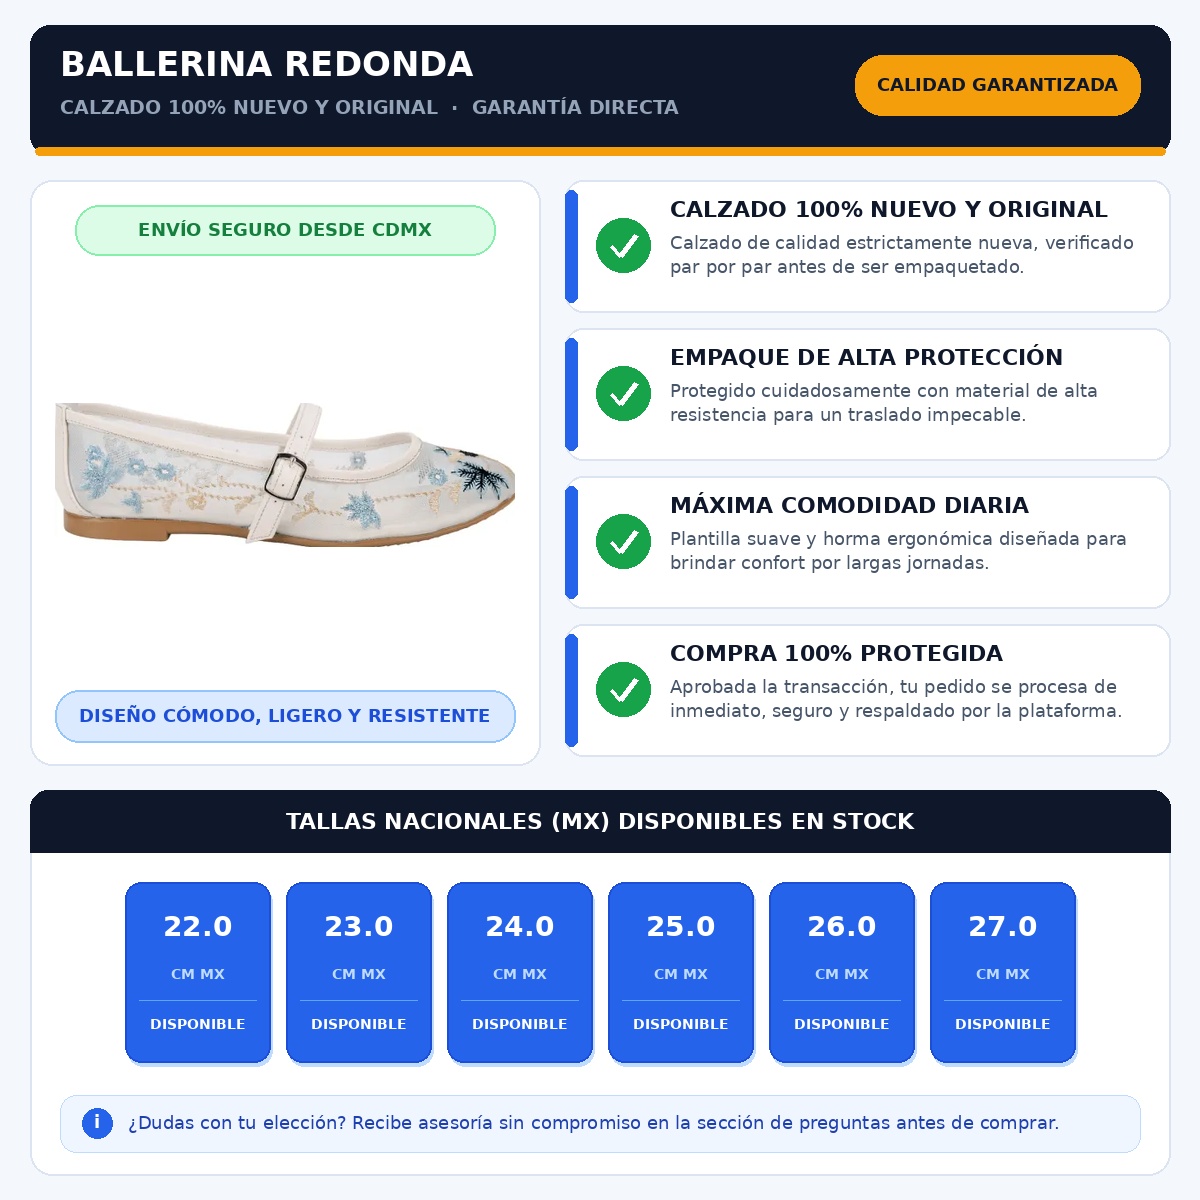 BALLERINA REDONDA
CALZADO 100% NUEVO Y ORIGINAL · GARANTÍA DIRECTA
CALIDAD GARANTIZADA
ENVÍO SEGURO DESDE CDMX
DISEÑO CÓMODO, LIGERO Y RESISTENTE
CALZADO 100% NUEVO Y ORIGINAL
Calzado de calidad estrictamente nueva, verificado
par por par antes de ser empaquetado.
EMPAQUE DE ALTA PROTECCIÓN
Protegido cuidadosamente con material de alta
resistencia para un traslado impecable.
MÁXIMA COMODIDAD DIARIA
Plantilla suave y horma ergonómica diseñada para
brindar confort por largas jornadas.
COMPRA 100% PROTEGIDA
Aprobada la transacción, tu pedido se procesa de
inmediato, seguro y respaldado por la plataforma.
TALLAS NACIONALES (MX) DISPONIBLES EN STOCK
22.0 23.0 24.0 25.0 26.0 27.0
CM MX CM MX CM MX CM MX CM MX CM MX
DISPONIBLE DISPONIBLE DISPONIBLE DISPONIBLE DISPONIBLE DISPONIBLE
i ¿Dudas con tu elección? Recibe asesoría sin compromiso en la sección de preguntas antes de comprar.